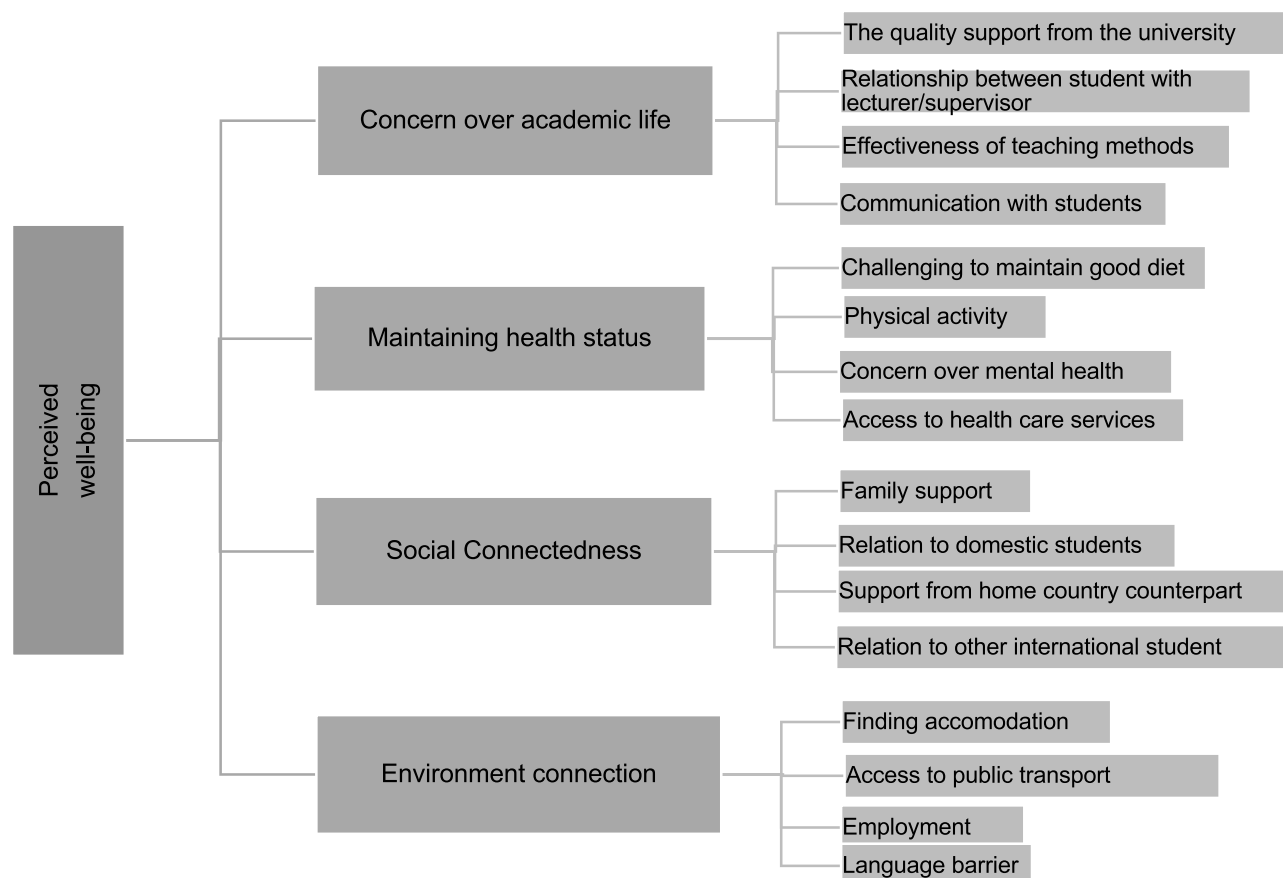 Perceived
well-being
Concern over academic life
The quality support from the university
Relationship between student with
lecturer/supervisor
Effectiveness of teaching methods
Communication with students
Maintaining health status
Challenging to maintain good diet
Physical activity
Concern over mental health
Access to health care services
Social Connectedness
Family support
Relation to domestic students
Support from home country counterpart
Relation to other international student
Environment connection
Finding accomodation
Access to public transport
Employment
Language barrier